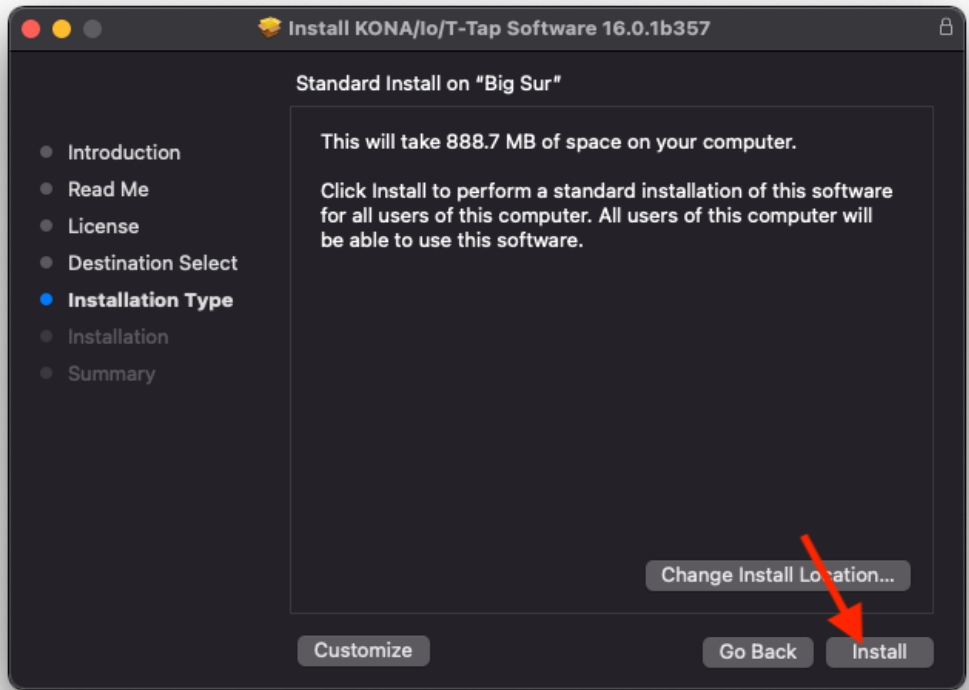 Install KONA/Io/T-Tap Software 16.0.1b357
Standard Install on “Big Sur”
Introduction
Read Me
License
Destination Select
Installation Type
Installation
Summary
This will take 888.7 MB of space on your computer.
Click Install to perform a standard installation of this software
for all users of this computer. All users of this computer will
be able to use this software.
Change Install Location...
Customize
Go Back
Install